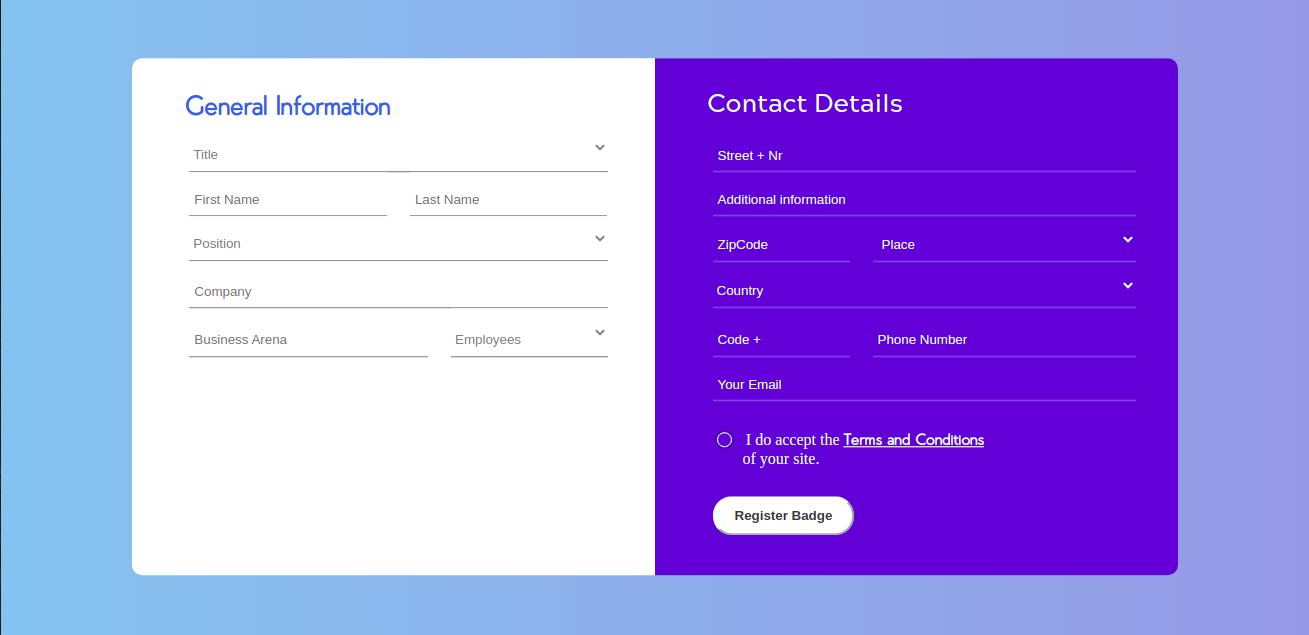 General Information
Title
First Name Last Name
Position
Company
Business Arena Employees
Contact Details
Street + Nr
Additional information
ZipCode Place
Country
Code + Phone Number
Your Email
I do accept the Terms and Conditions
of your site.
Register Badge